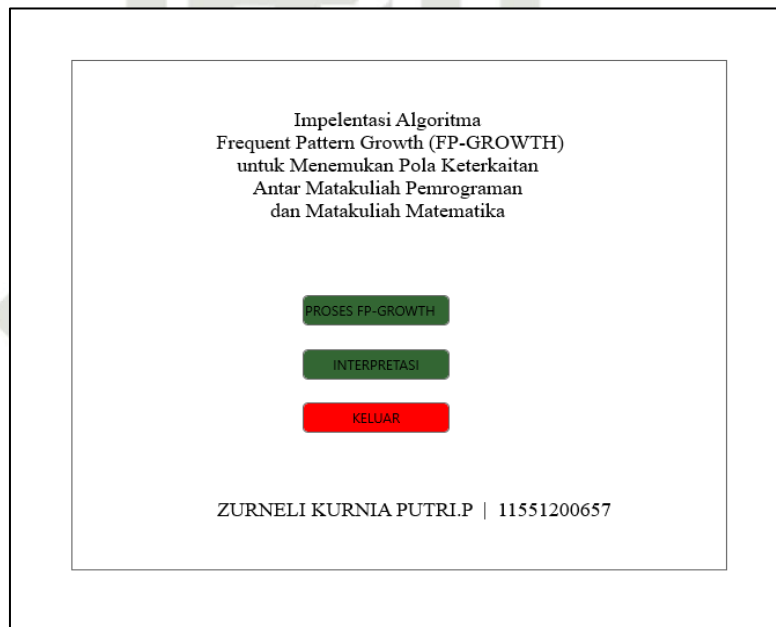 Impelentasi Algoritma
Frequent Pattern Growth (FP-GROWTH)
untuk Menemukan Pola Keterkaitan
Antar Matakuliah Pemrograman
dan Matakuliah Matematika
PROSES FP-GROWTH
INTERPRETASI
KELUAR
ZURNELI KURNIA PUTRI.P | 11551200657